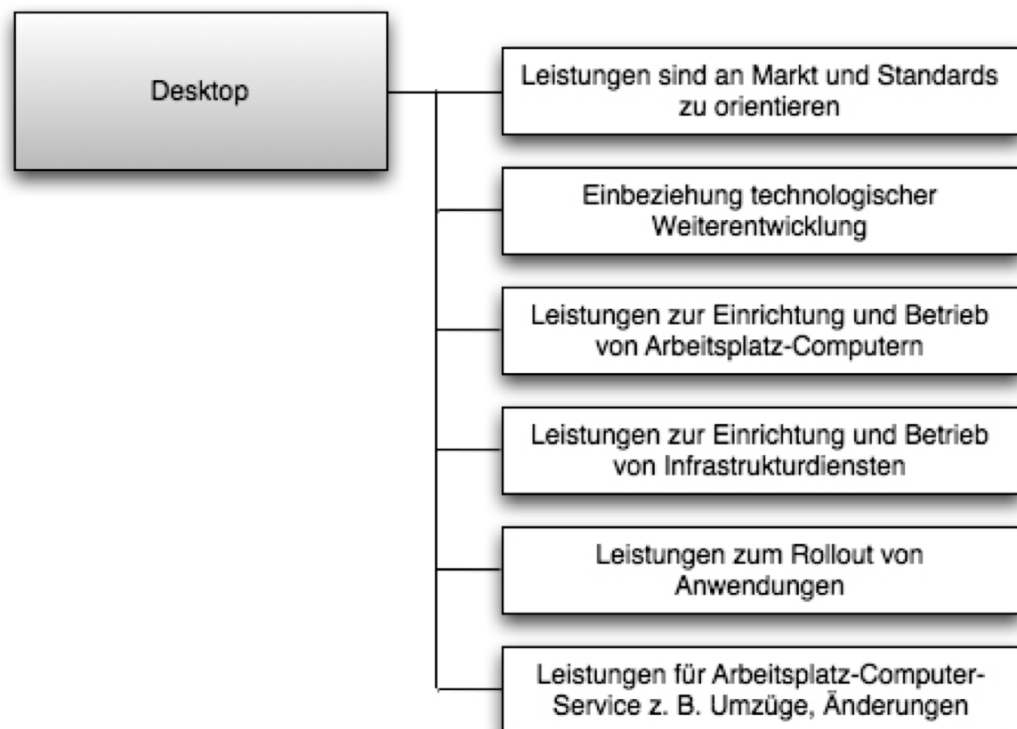 Desktop
Leistungen sind an Markt und Standards
zu orientieren
Einbeziehung technologischer
Weiterentwicklung
Leistungen zur Einrichtung und Betrieb
von Arbeitsplatz-Computern
Leistungen zur Einrichtung und Betrieb
von Infrastrukturdiensten
Leistungen zum Rollout von
Anwendungen
Leistungen für Arbeitsplatz-Computer-
Service z. B. Umzüge, Änderungen